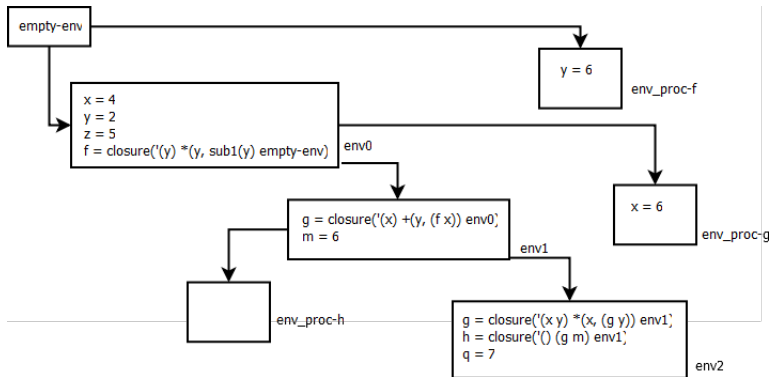 empty-env
y = 6
env_proc-f
x = 4
y = 2
z = 5
f = closure('(y) *(y, sub1(y) empty-env)
env0
x = 6
env_proc-g
g = closure('(x) +(y, (f x)) env0)
m = 6
env1
env_proc-h
g = closure('(x y) *(x, (g y)) env1)
h = closure('() (g m) env1)
q = 7
env2